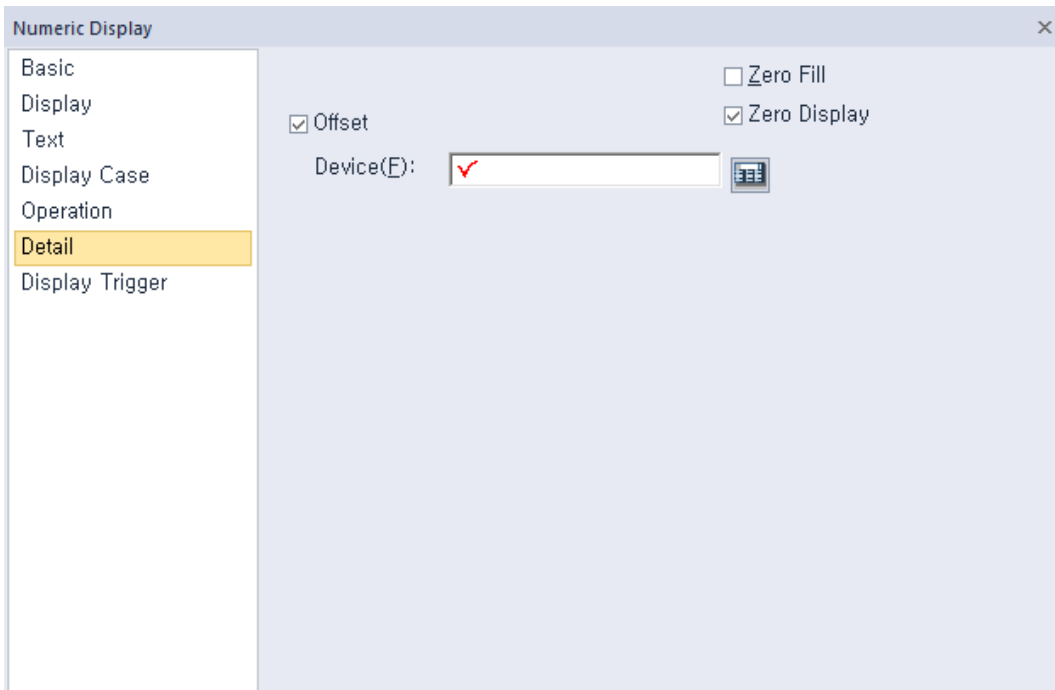 Numeric Display
Basic
Display
Text
Display Case
Operation
Detail
Display Trigger
Zero Fill
Offset
Zero Display
Device(F):